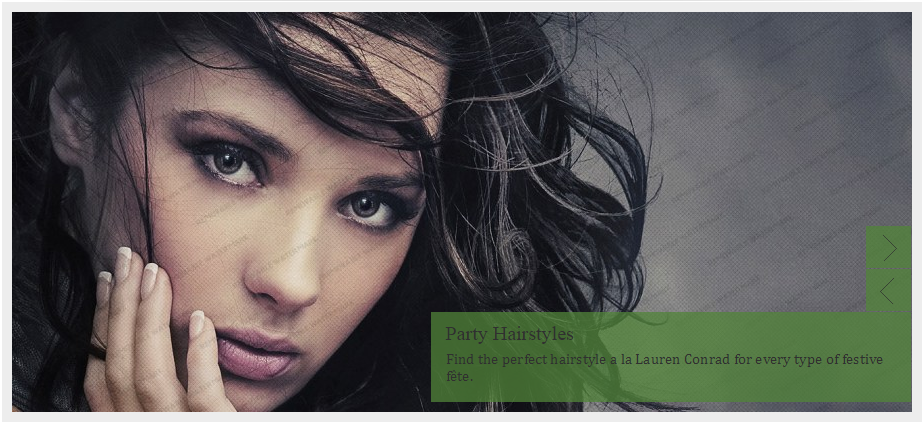 Party Hairstyles
Find the perfect hairstyle a la Lauren Conrad for every type of festive
fête.